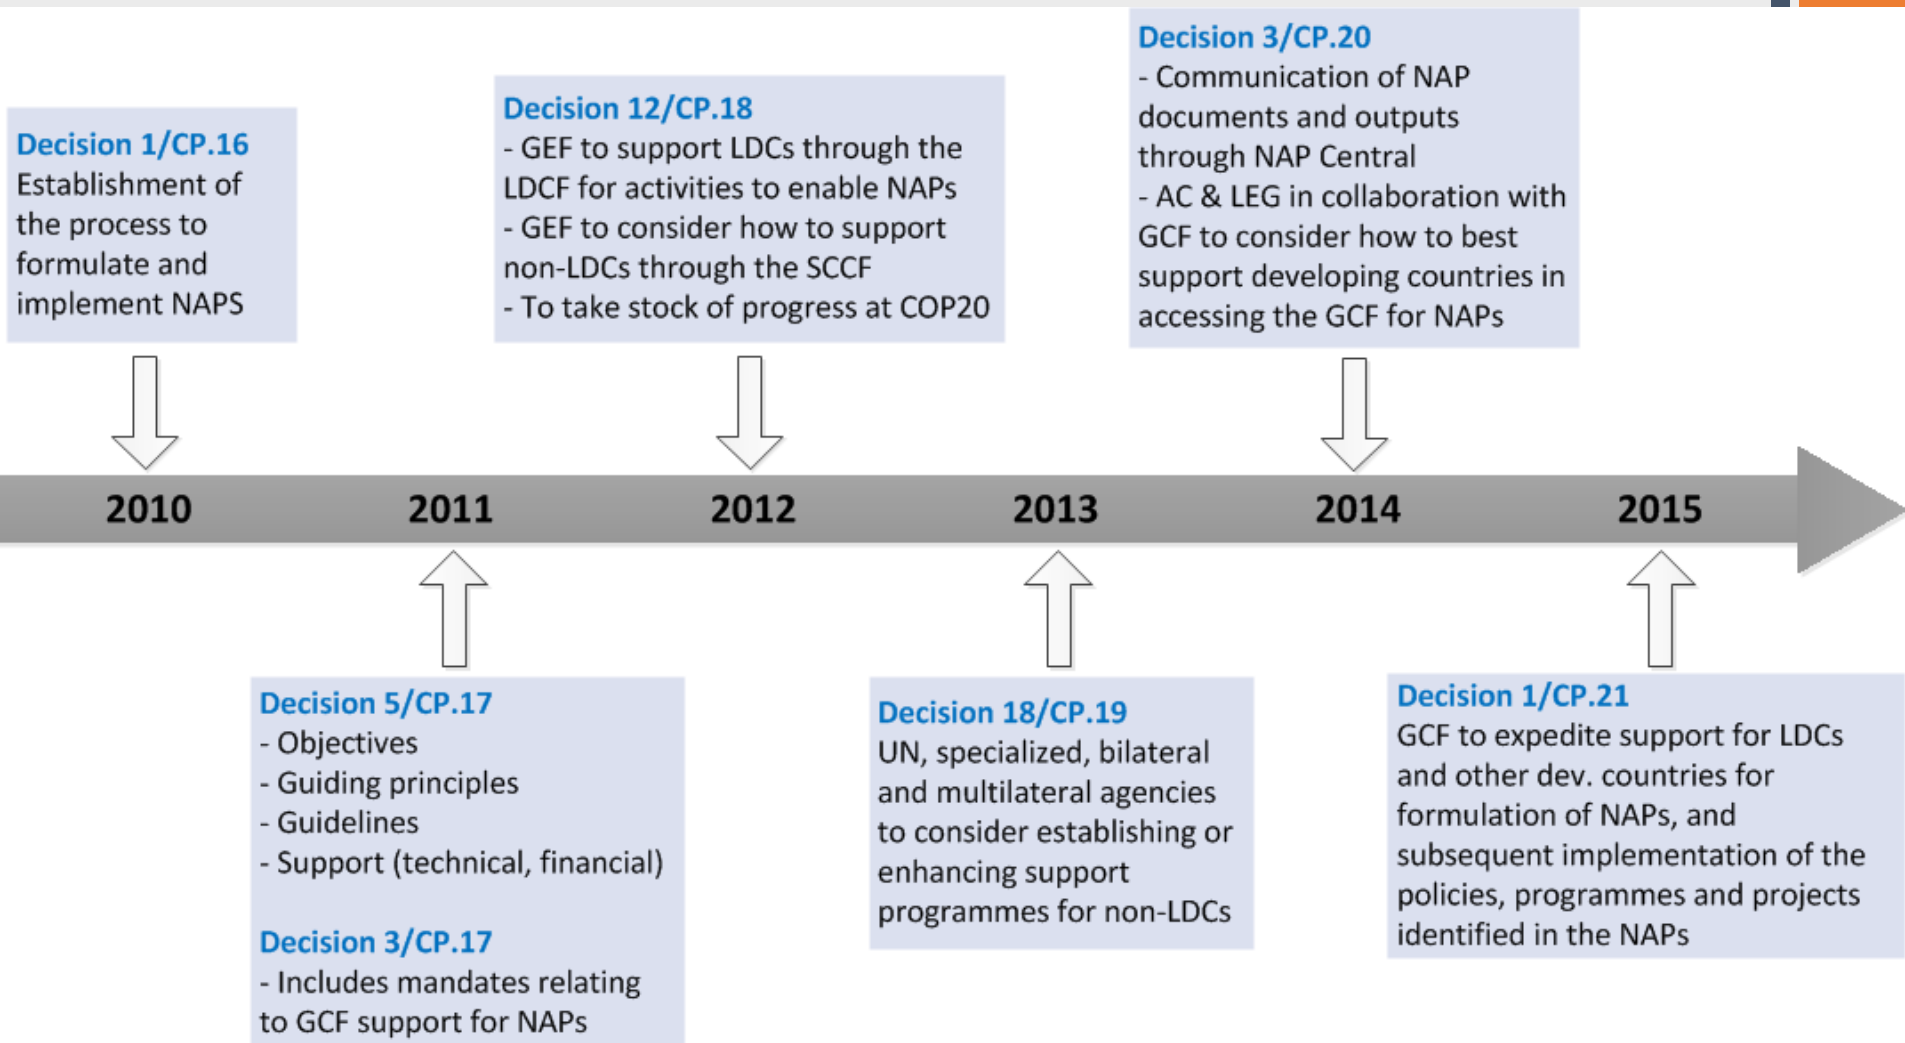 Decision 1/CP.16
Establishment of
the process to
formulate and
implement NAPS
Decision 12/CP.18
- GEF to support LDCs through the
LDCF for activities to enable NAPs
- GEF to consider how to support
non-LDCs through the SCCF
- To take stock of progress at COP20
Decision 3/CP.20
- Communication of NAP
documents and outputs
through NAP Central
- AC & LEG in collaboration with
GCF to consider how to best
support developing countries in
accessing the GCF for NAPs
2010 2011 2012 2013 2014 2015
Decision 5/CP.17
- Objectives
- Guiding principles
- Guidelines
- Support (technical, financial)
Decision 3/CP.17
- Includes mandates relating
to GCF support for NAPs
Decision 18/CP.19
UN, specialized, bilateral
and multilateral agencies
to consider establishing or
enhancing support
programmes for non-LDCs
Decision 1/CP.21
GCF to expedite support for LDCs
and other dev. countries for
formulation of NAPs, and
subsequent implementation of the
policies, programmes and projects
identified in the NAPs